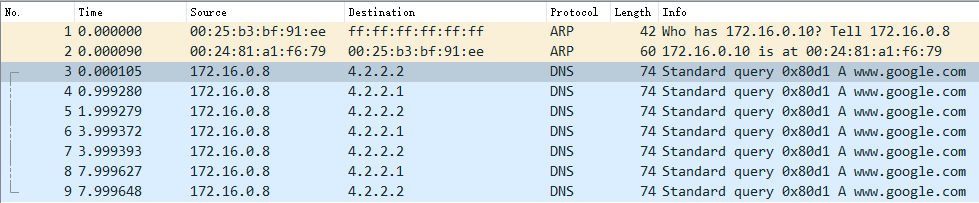 No. Time Source Destination Protocol Length Info
1 0.000000 00:25:b3:bf:91:ee ff:ff:ff:ff:ff:ff ARP 42 Who has 172.16.0.10? Tell 172.16.0.8
2 0.000090 00:24:81:a1:f6:79 00:25:b3:bf:91:ee ARP 60 172.16.0.10 is at 00:24:81:a1:f6:79
3 0.000105 172.16.0.8 4.2.2.2 DNS 74 Standard query 0x80d1 A www.google.com
4 0.999280 172.16.0.8 4.2.2.1 DNS 74 Standard query 0x80d1 A www.google.com
5 1.999279 172.16.0.8 4.2.2.2 DNS 74 Standard query 0x80d1 A www.google.com
6 3.999372 172.16.0.8 4.2.2.1 DNS 74 Standard query 0x80d1 A www.google.com
7 3.999393 172.16.0.8 4.2.2.2 DNS 74 Standard query 0x80d1 A www.google.com
8 7.999627 172.16.0.8 4.2.2.1 DNS 74 Standard query 0x80d1 A www.google.com
9 7.999648 172.16.0.8 4.2.2.2 DNS 74 Standard query 0x80d1 A www.google.com